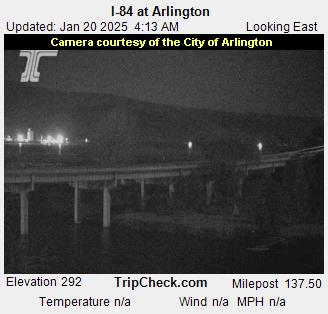 I-84 at Arlington
Updated: Jan 20 2025 4:13 AM Looking East
Camera courtesy of the City of Arlington
Elevation 292 TripCheck.com Milepost 137.50
Temperature n/a Wind n/a MPH n/a